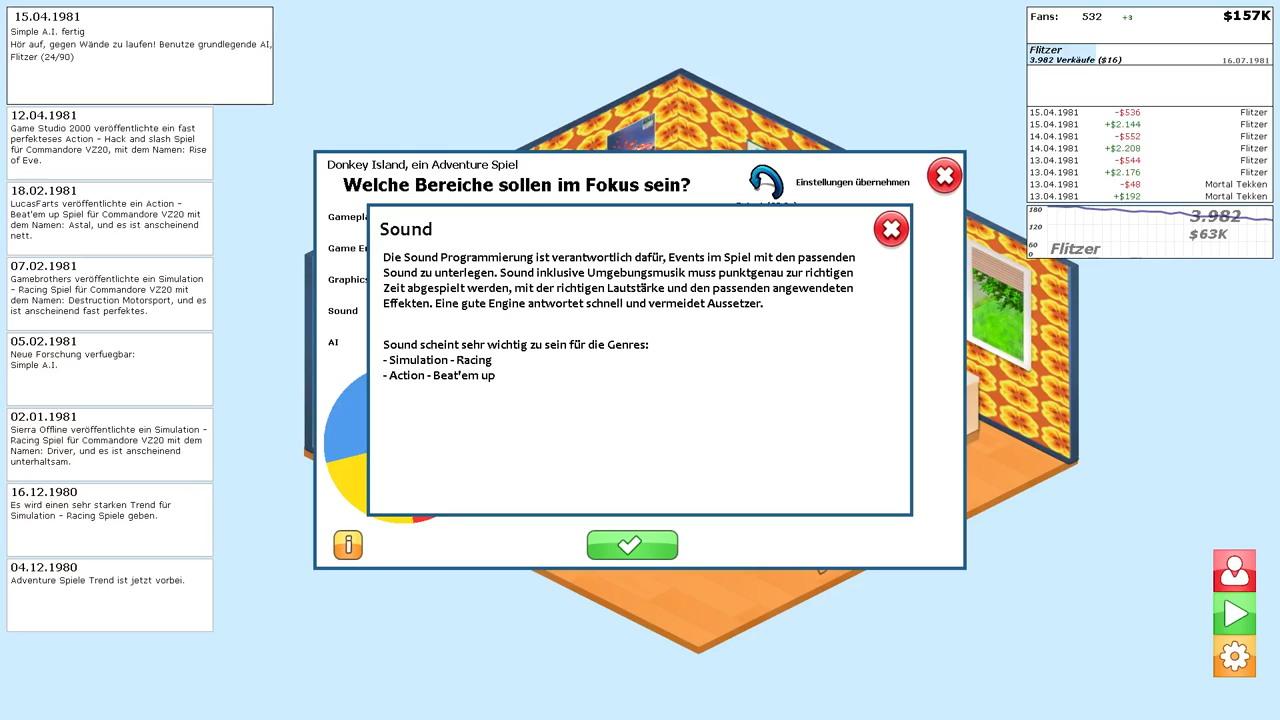 15.04.1981
Simple A.I. fertig
Hör auf, gegen Wände zu laufen! Benutze grundlegende AI,
Flitzer (24/90)
12.04.1981
Game Studio 2000 veröffentlichte ein fast
perfekteses Action - Hack and slash Spiel
für Commandore VZ20, mit dem Namen: Rise
of Eve.
18.02.1981
LucasFarts veröffentlichte ein Action -
Beat'em up Spiel für Commandore VZ20 mit
dem Namen: Astal, und es ist anscheinend
nett.
07.02.1981
Gamebrothers veröffentlichte ein Simulation
- Racing Spiel für Commandore VZ20 mit
dem Namen: Destruction Motorsport, und es
ist anscheinend fast perfektes.
05.02.1981
Neue Forschung verfuegbar:
Simple A.I.
02.01.1981
Sierra Offline veröffentlichte ein Simulation -
Racing Spiel für Commandore VZ20 mit dem
Namen: Driver, und es ist anscheinend
unterhaltsam.
16.12.1980
Es wird einen sehr starken Trend für
Simulation - Racing Spiele geben.
04.12.1980
Adventure Spiele Trend ist jetzt vorbei.
Donkey Island, ein Adventure Spiel
Welche Bereiche sollen im Fokus sein?
Einstellungen übernehmen
Gamepl
Game E
Graphic
Sound
AI
Sound
Die Sound Programmierung ist verantwortlich dafür, Events im Spiel mit den passenden
Sound zu unterlegen. Sound inklusive Umgebungsmusik muss punktgenau zur richtigen
Zeit abgespielt werden, mit der richtigen Lautstärke und den passenden angewendeten
Effekten. Eine gute Engine antwortet schnell und vermeidet Aussetzer.
Sound scheint sehr wichtig zu sein für die Genres:
- Simulation - Racing
- Action - Beat'em up
Fans: 532 +3 $157K
Flitzer
3.982 Verkäufe ($16) 16.07.1981
15.04.1981 -$536 Flitzer
15.04.1981 +$2.144 Flitzer
14.04.1981 -$552 Flitzer
14.04.1981 +$2.208 Flitzer
13.04.1981 -$544 Flitzer
13.04.1981 +$2.176 Flitzer
13.04.1981 -$48 Mortal Tekken
13.04.1981 +$192 Mortal Tekken
180
120
60
0
3.982
$63K
Flitzer